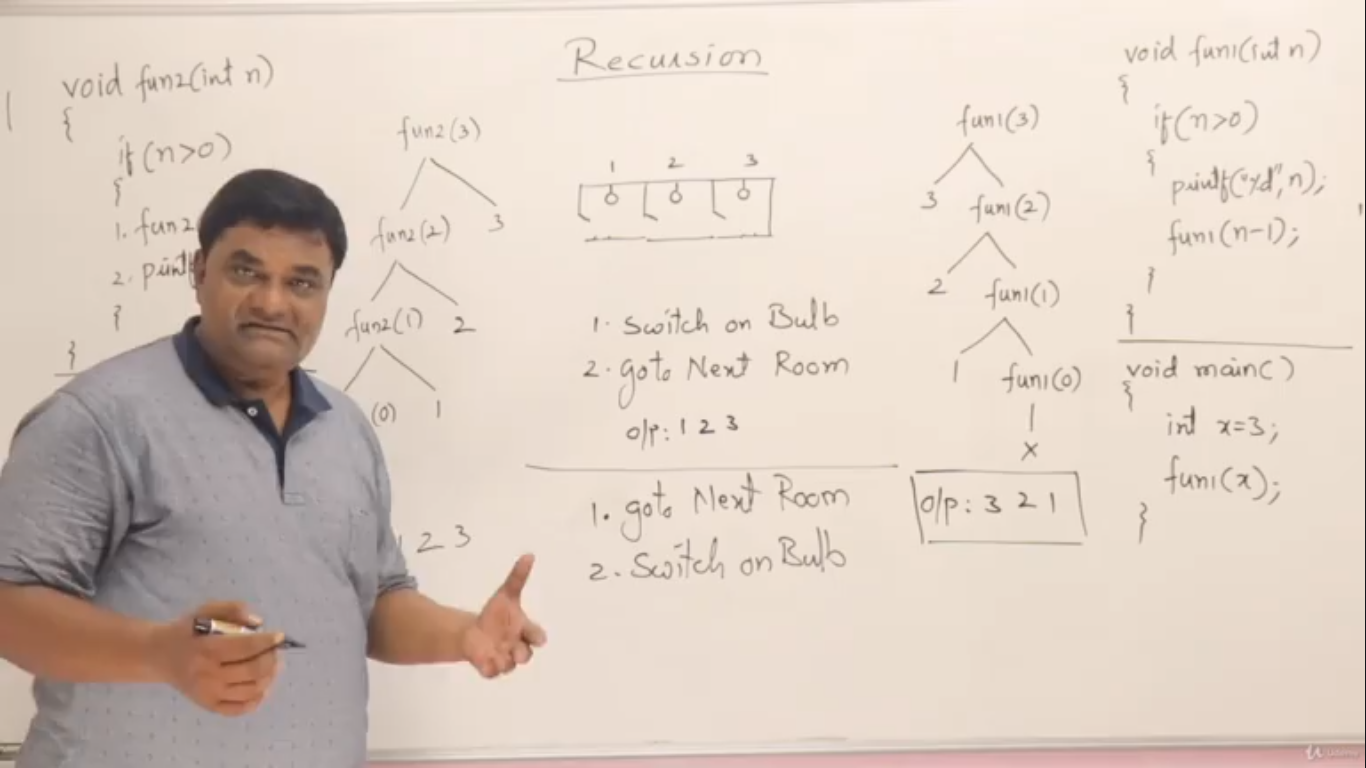 Recursion
void fun2(int n)
{
if(n>0)
{
1. fun2
2. printf
}
}
fun2(3)
fun2(2) 3
fun2(1) 2
(0) 1
1 2 3
1 2 3
1. Switch on Bulb
2. goto Next Room
o/p: 1 2 3
1. goto Next Room
2. Switch on Bulb
fun1(3)
3 fun1(2)
2 fun1(1)
1 fun1(0)
x
o/p: 3 2 1
void fun1(int n)
{
if(n>0)
{
printf("%d", n);
fun1(n-1);
}
}
void main()
{
int x=3;
fun1(x);
}